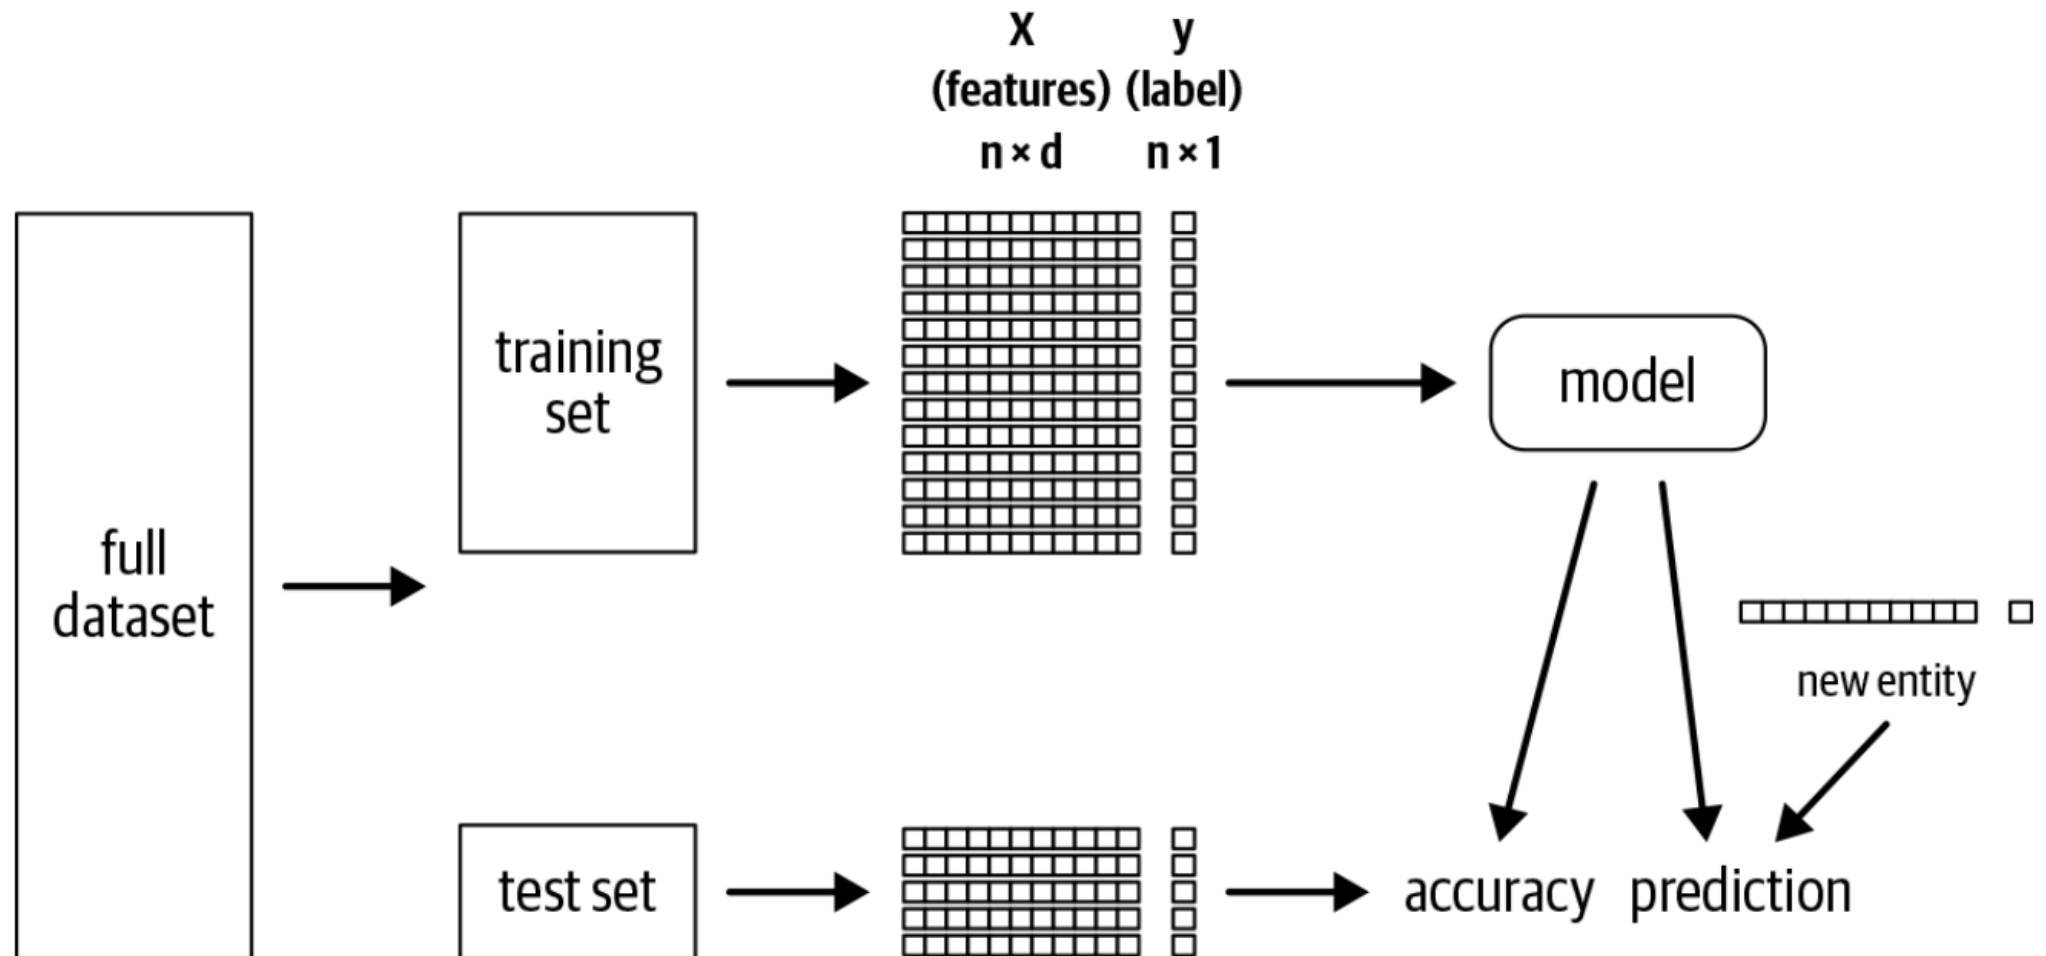 X
(features)
n × d
y
(label)
n × 1
full
dataset
training
set
model
new entity
test set
accuracy
prediction